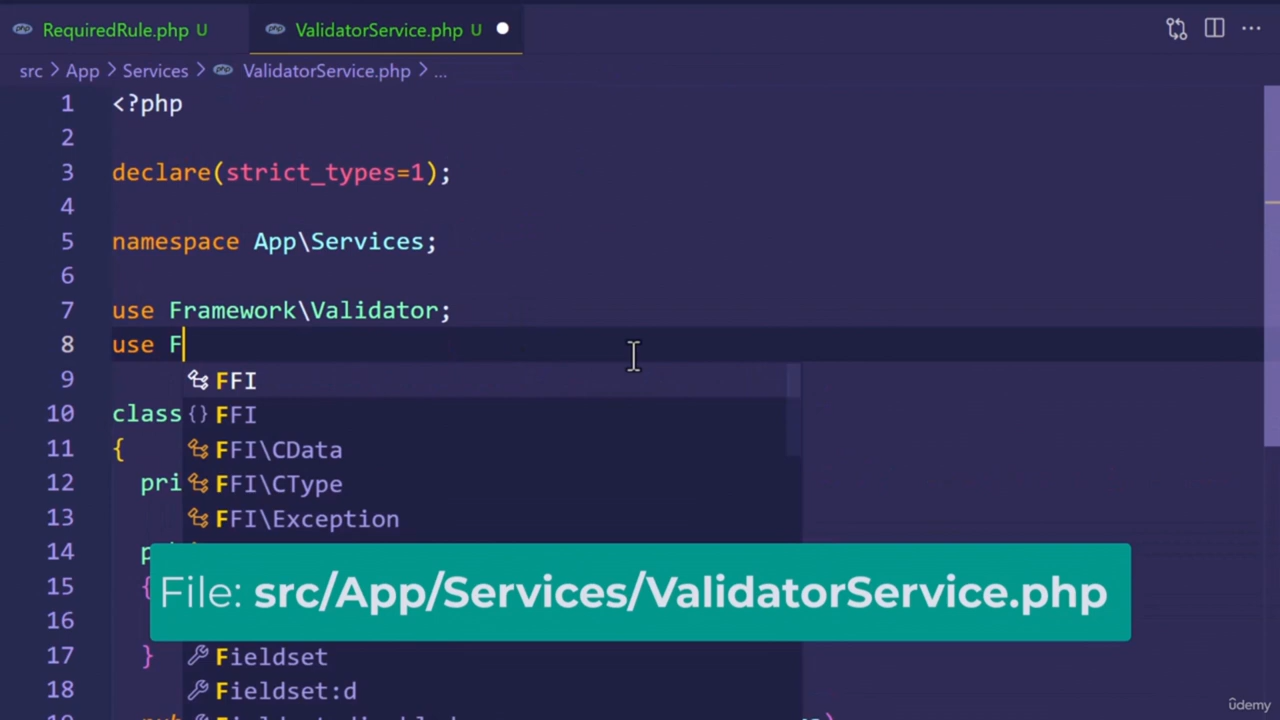 RequiredRule.php U
ValidatorService.php U
src > App > Services > ValidatorService.php > ...
1 <?php
2
3 declare(strict_types=1);
4
5 namespace App\Services;
6
7 use Framework\Validator;
8 use F
9 FFI
10 class {} FFI
11 { FFI\CData
12 pri FFI\CType
13 FFI\Exception
14
File: src/App/Services/ValidatorService.php
15 {
16
17 } Fieldset
18 Fieldset:d
udemy